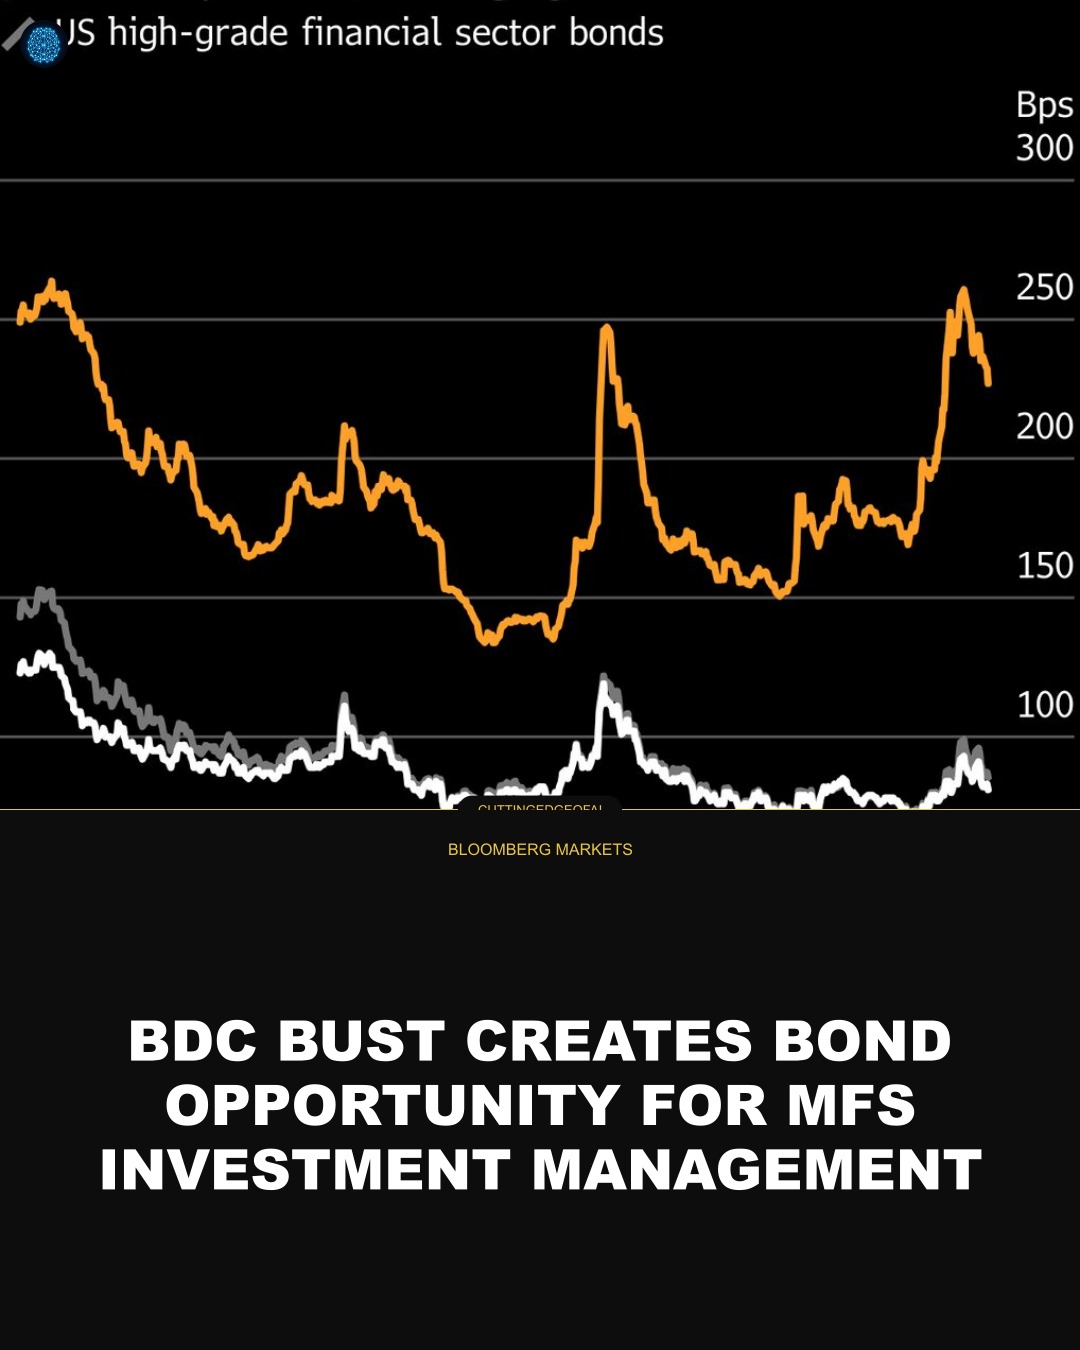 US high-grade financial sector bonds
Bps
300
250
200
150
100
BLOOMBERG MARKETS
BDC BUST CREATES BOND
OPPORTUNITY FOR MFS
INVESTMENT MANAGEMENT